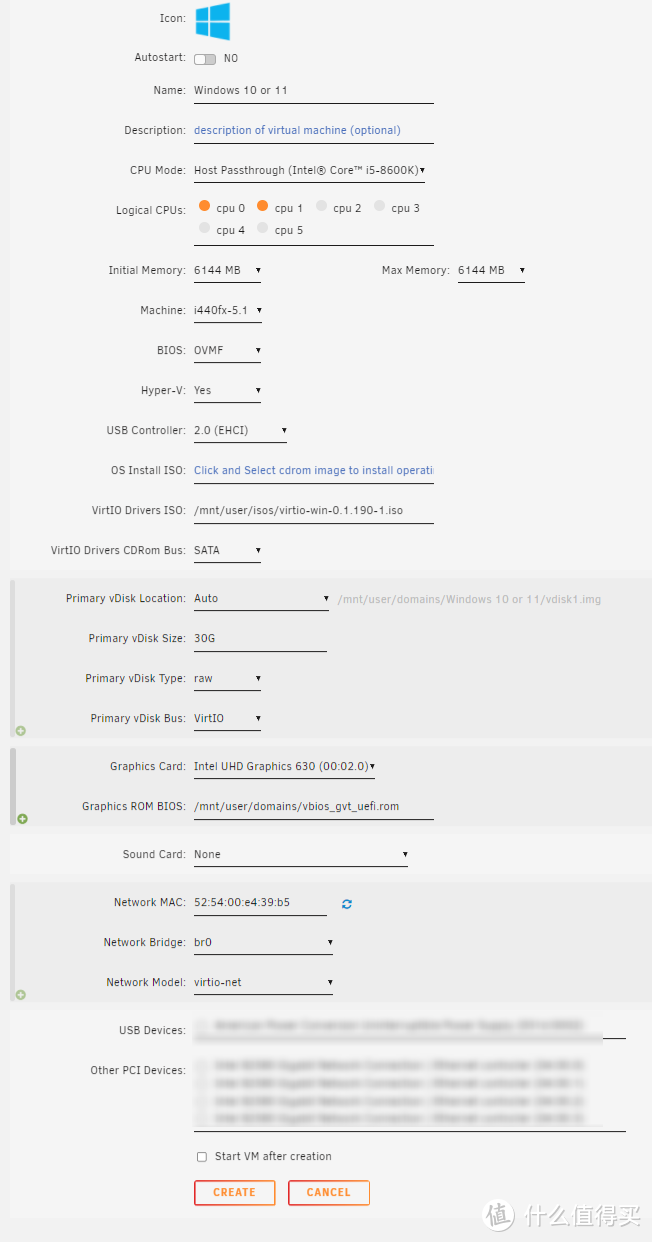 Icon:
Autostart: NO
Name: Windows 10 or 11
Description: description of virtual machine (optional)
CPU Mode: Host Passthrough (Intel® Core™ i5-8600K)
Logical CPUs: cpu 0 cpu 1 cpu 2 cpu 3
cpu 4 cpu 5
Initial Memory: 6144 MB Max Memory: 6144 MB
Machine: i440fx-5.1
BIOS: OVMF
Hyper-V: Yes
USB Controller: 2.0 (EHCI)
OS Install ISO: Click and Select cdrom image to install operati
VirtIO Drivers ISO: /mnt/user/isos/virtio-win-0.1.190-1.iso
VirtIO Drivers CDRom Bus: SATA
Primary vDisk Location: Auto /mnt/user/domains/Windows 10 or 11/vdisk1.img
Primary vDisk Size: 30G
Primary vDisk Type: raw
Primary vDisk Bus: VirtIO
Graphics Card: Intel UHD Graphics 630 (00:02.0)
Graphics ROM BIOS: /mnt/user/domains/vbios_gvt_uefi.rom
Sound Card: None
Network MAC: 52:54:00:e4:39:b5
Network Bridge: br0
Network Model: virtio-net
USB Devices:
Other PCI Devices:
Start VM after creation
CREATE CANCEL
值 什么值得买